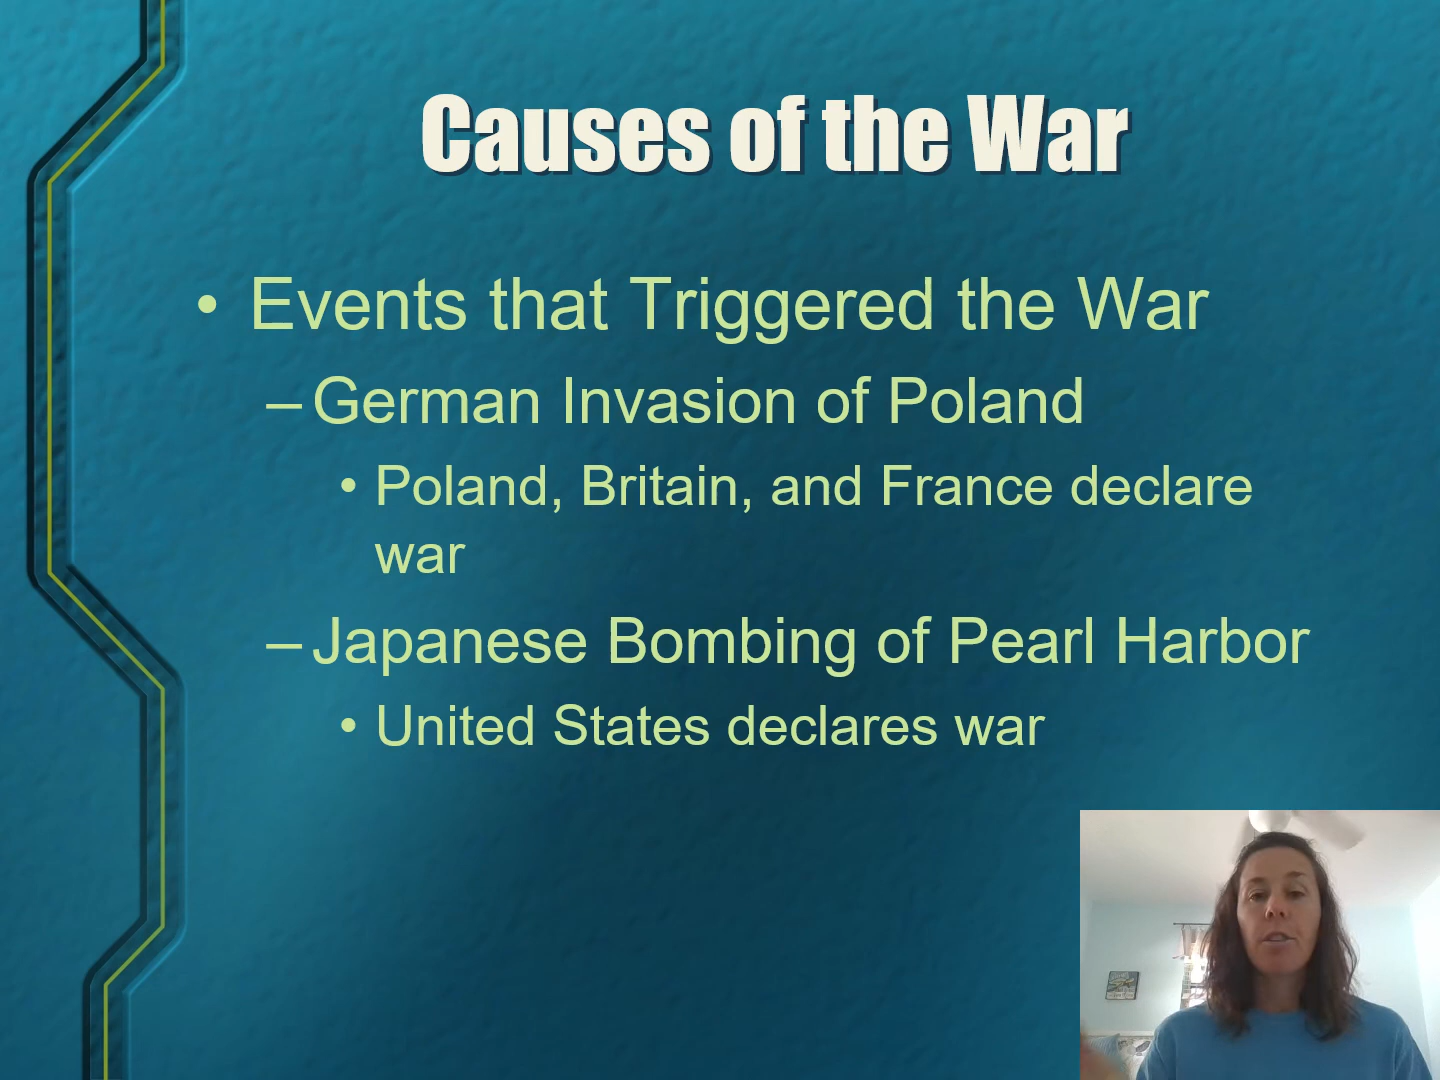 Causes of the War
• Events that Triggered the War
– German Invasion of Poland
• Poland, Britain, and France declare
war
– Japanese Bombing of Pearl Harbor
• United States declares war